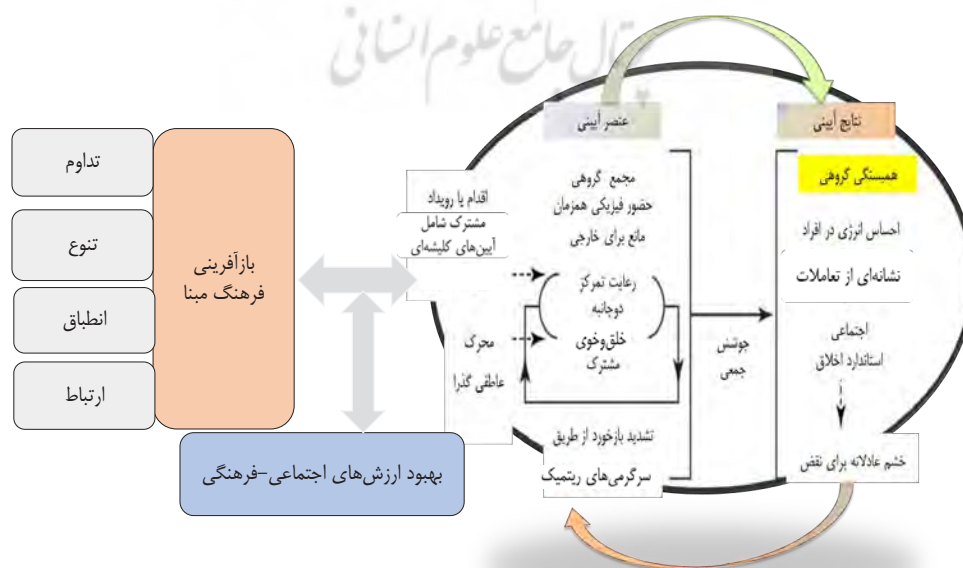 پرتال جامع علوم انسانی
نتایج آیینی
عنصر آیینی
همبستگی گروهی
احساس انرژی در افراد
نشانه‌ای از تعاملات
اجتماعی
استاندارد اخلاق
خشم عادلانه برای نقض
جوشش
جمعی
مجمع گروهی
حضور فیزیکی همزمان
مانع برای خارجی
رعایت تمرکز
دوجانبه
خلق‌وخوی
مشترک
تشدید بازخورد از طریق
سرگرمی‌های ریتمیک
اقدام یا رویداد
مشترک شامل
آیین‌های کلیشه‌ای
محرک
عاطفی گذرا
بازآفرینی
فرهنگ مبنا
تداوم
تنوع
انطباق
ارتباط
بهبود ارزش‌های اجتماعی-فرهنگی